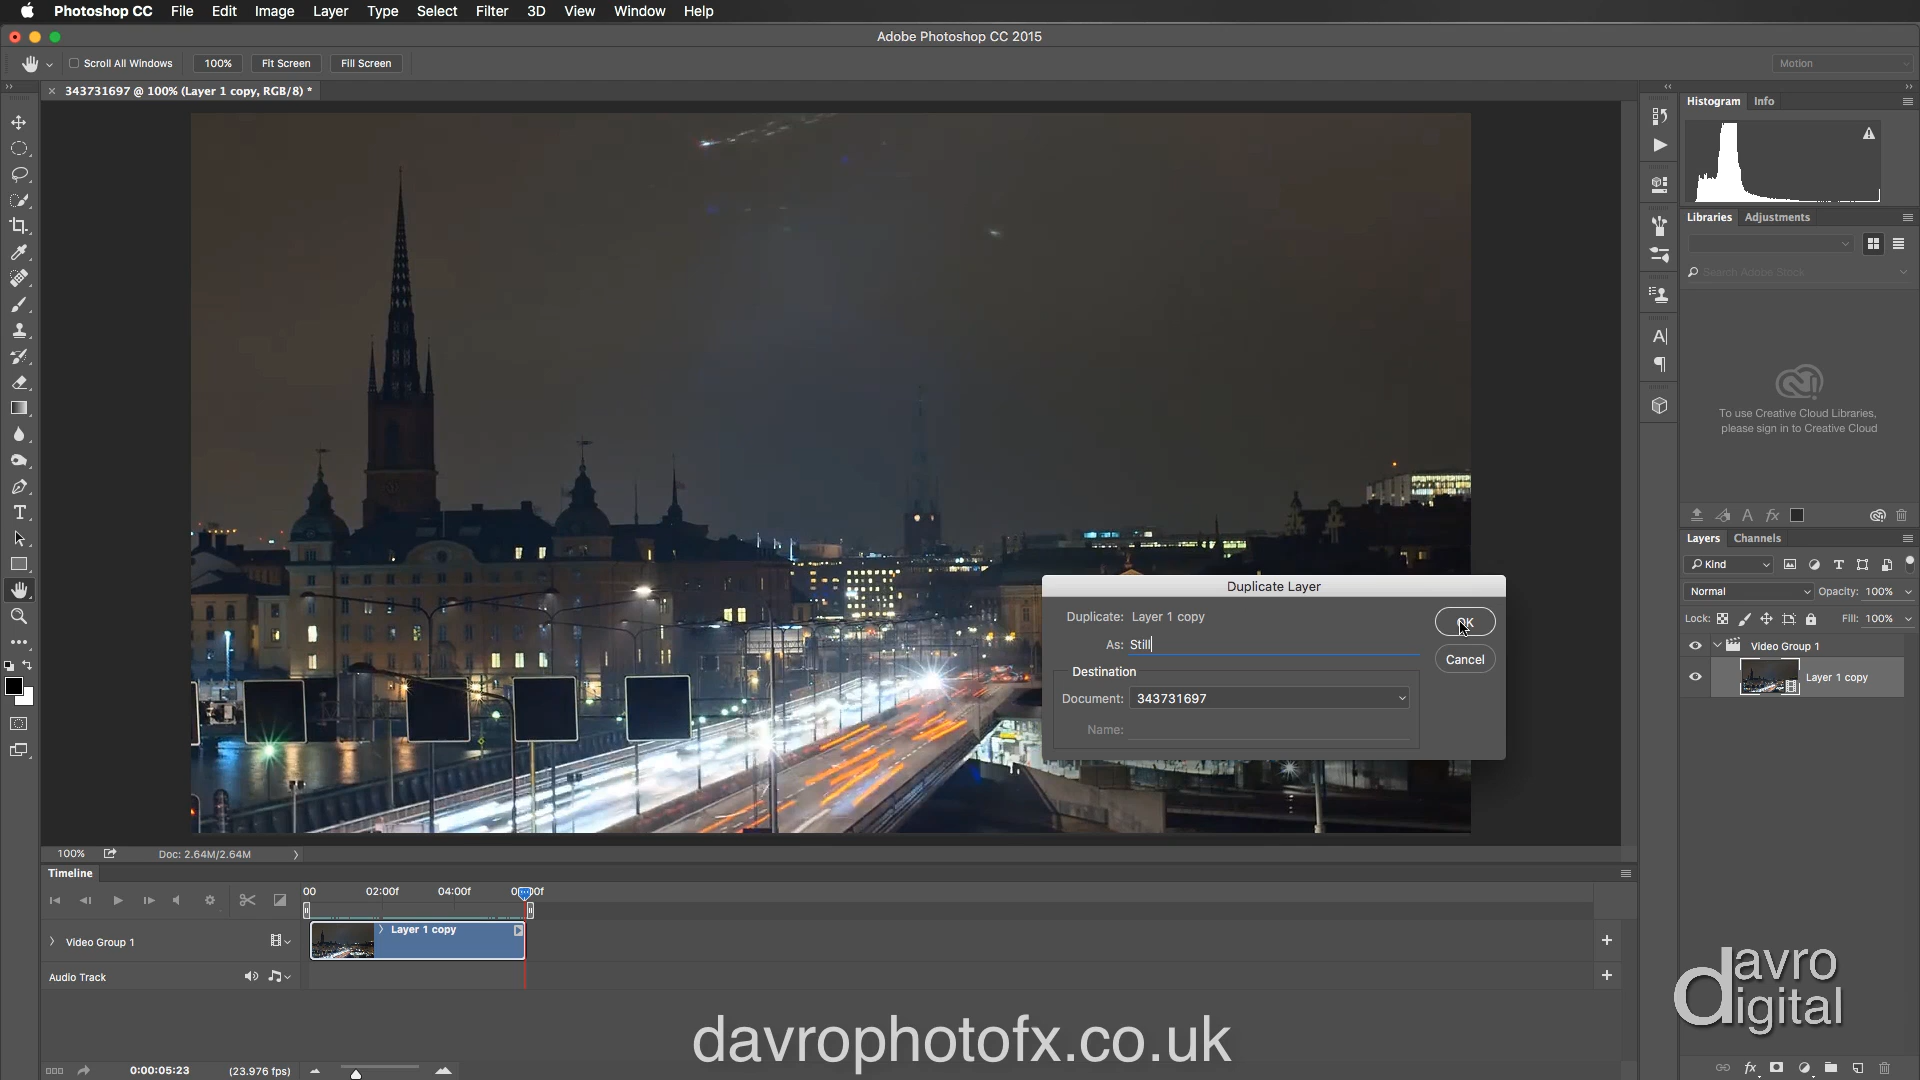 Photoshop CC File Edit Image Layer Type Select Filter 3D View Window Help
Adobe Photoshop CC 2015
Scroll All Windows 100% Fit Screen Fill Screen Motion
343731697 @ 100% (Layer 1 copy, RGB/8) *
Histogram Info
Libraries Adjustments
Search Adobe Stock
To use Creative Cloud Libraries,
please sign in to Creative Cloud
Layers Channels
Kind
Normal Opacity: 100%
Lock: Fill: 100%
Video Group 1
Layer 1 copy
Duplicate Layer
Duplicate: Layer 1 copy
OK
As: Still
Cancel
Destination
Document: 343731697
Name:
100% Doc: 2.64M/2.64M
Timeline
00 02:00f 04:00f
Layer 1 copy
Video Group 1
Audio Track
0:00:05:23 (23.976 fps)
davro
digital
davrophotofx.co.uk